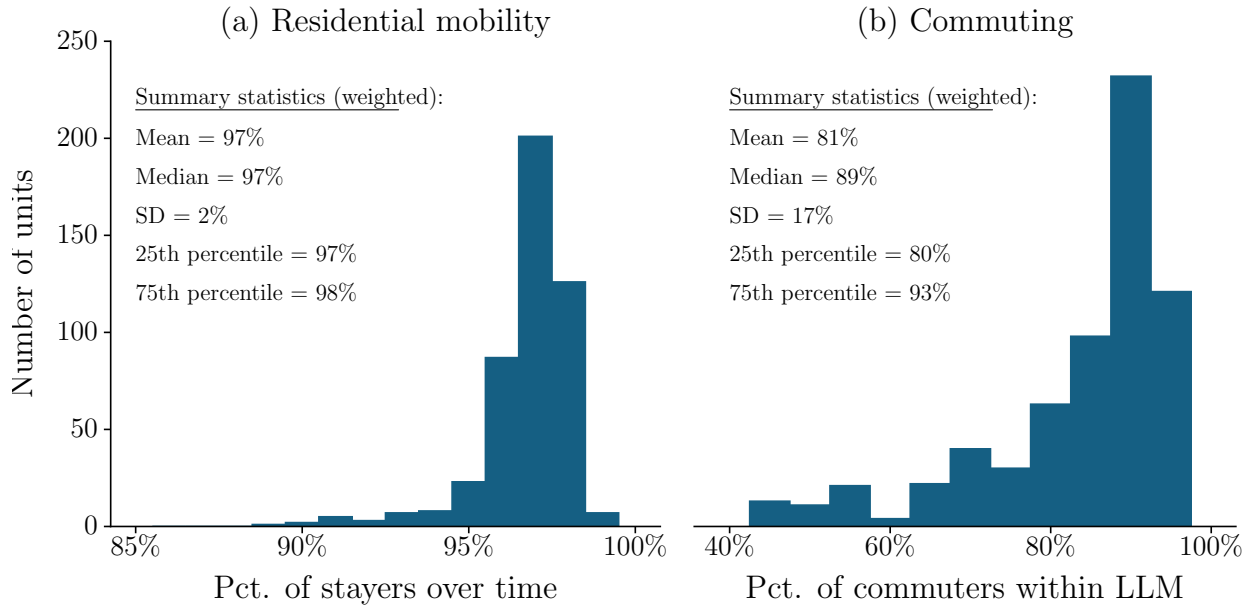 (a) Residential mobility
Number of units
250
200
150
100
50
0
Summary statistics (weighted):
Mean = 97%
Median = 97%
SD = 2%
25th percentile = 97%
75th percentile = 98%
85%
90%
95%
100%
Pct. of stayers over time
(b) Commuting
Summary statistics (weighted):
Mean = 81%
Median = 89%
SD = 17%
25th percentile = 80%
75th percentile = 93%
40%
60%
80%
100%
Pct. of commuters within LLM